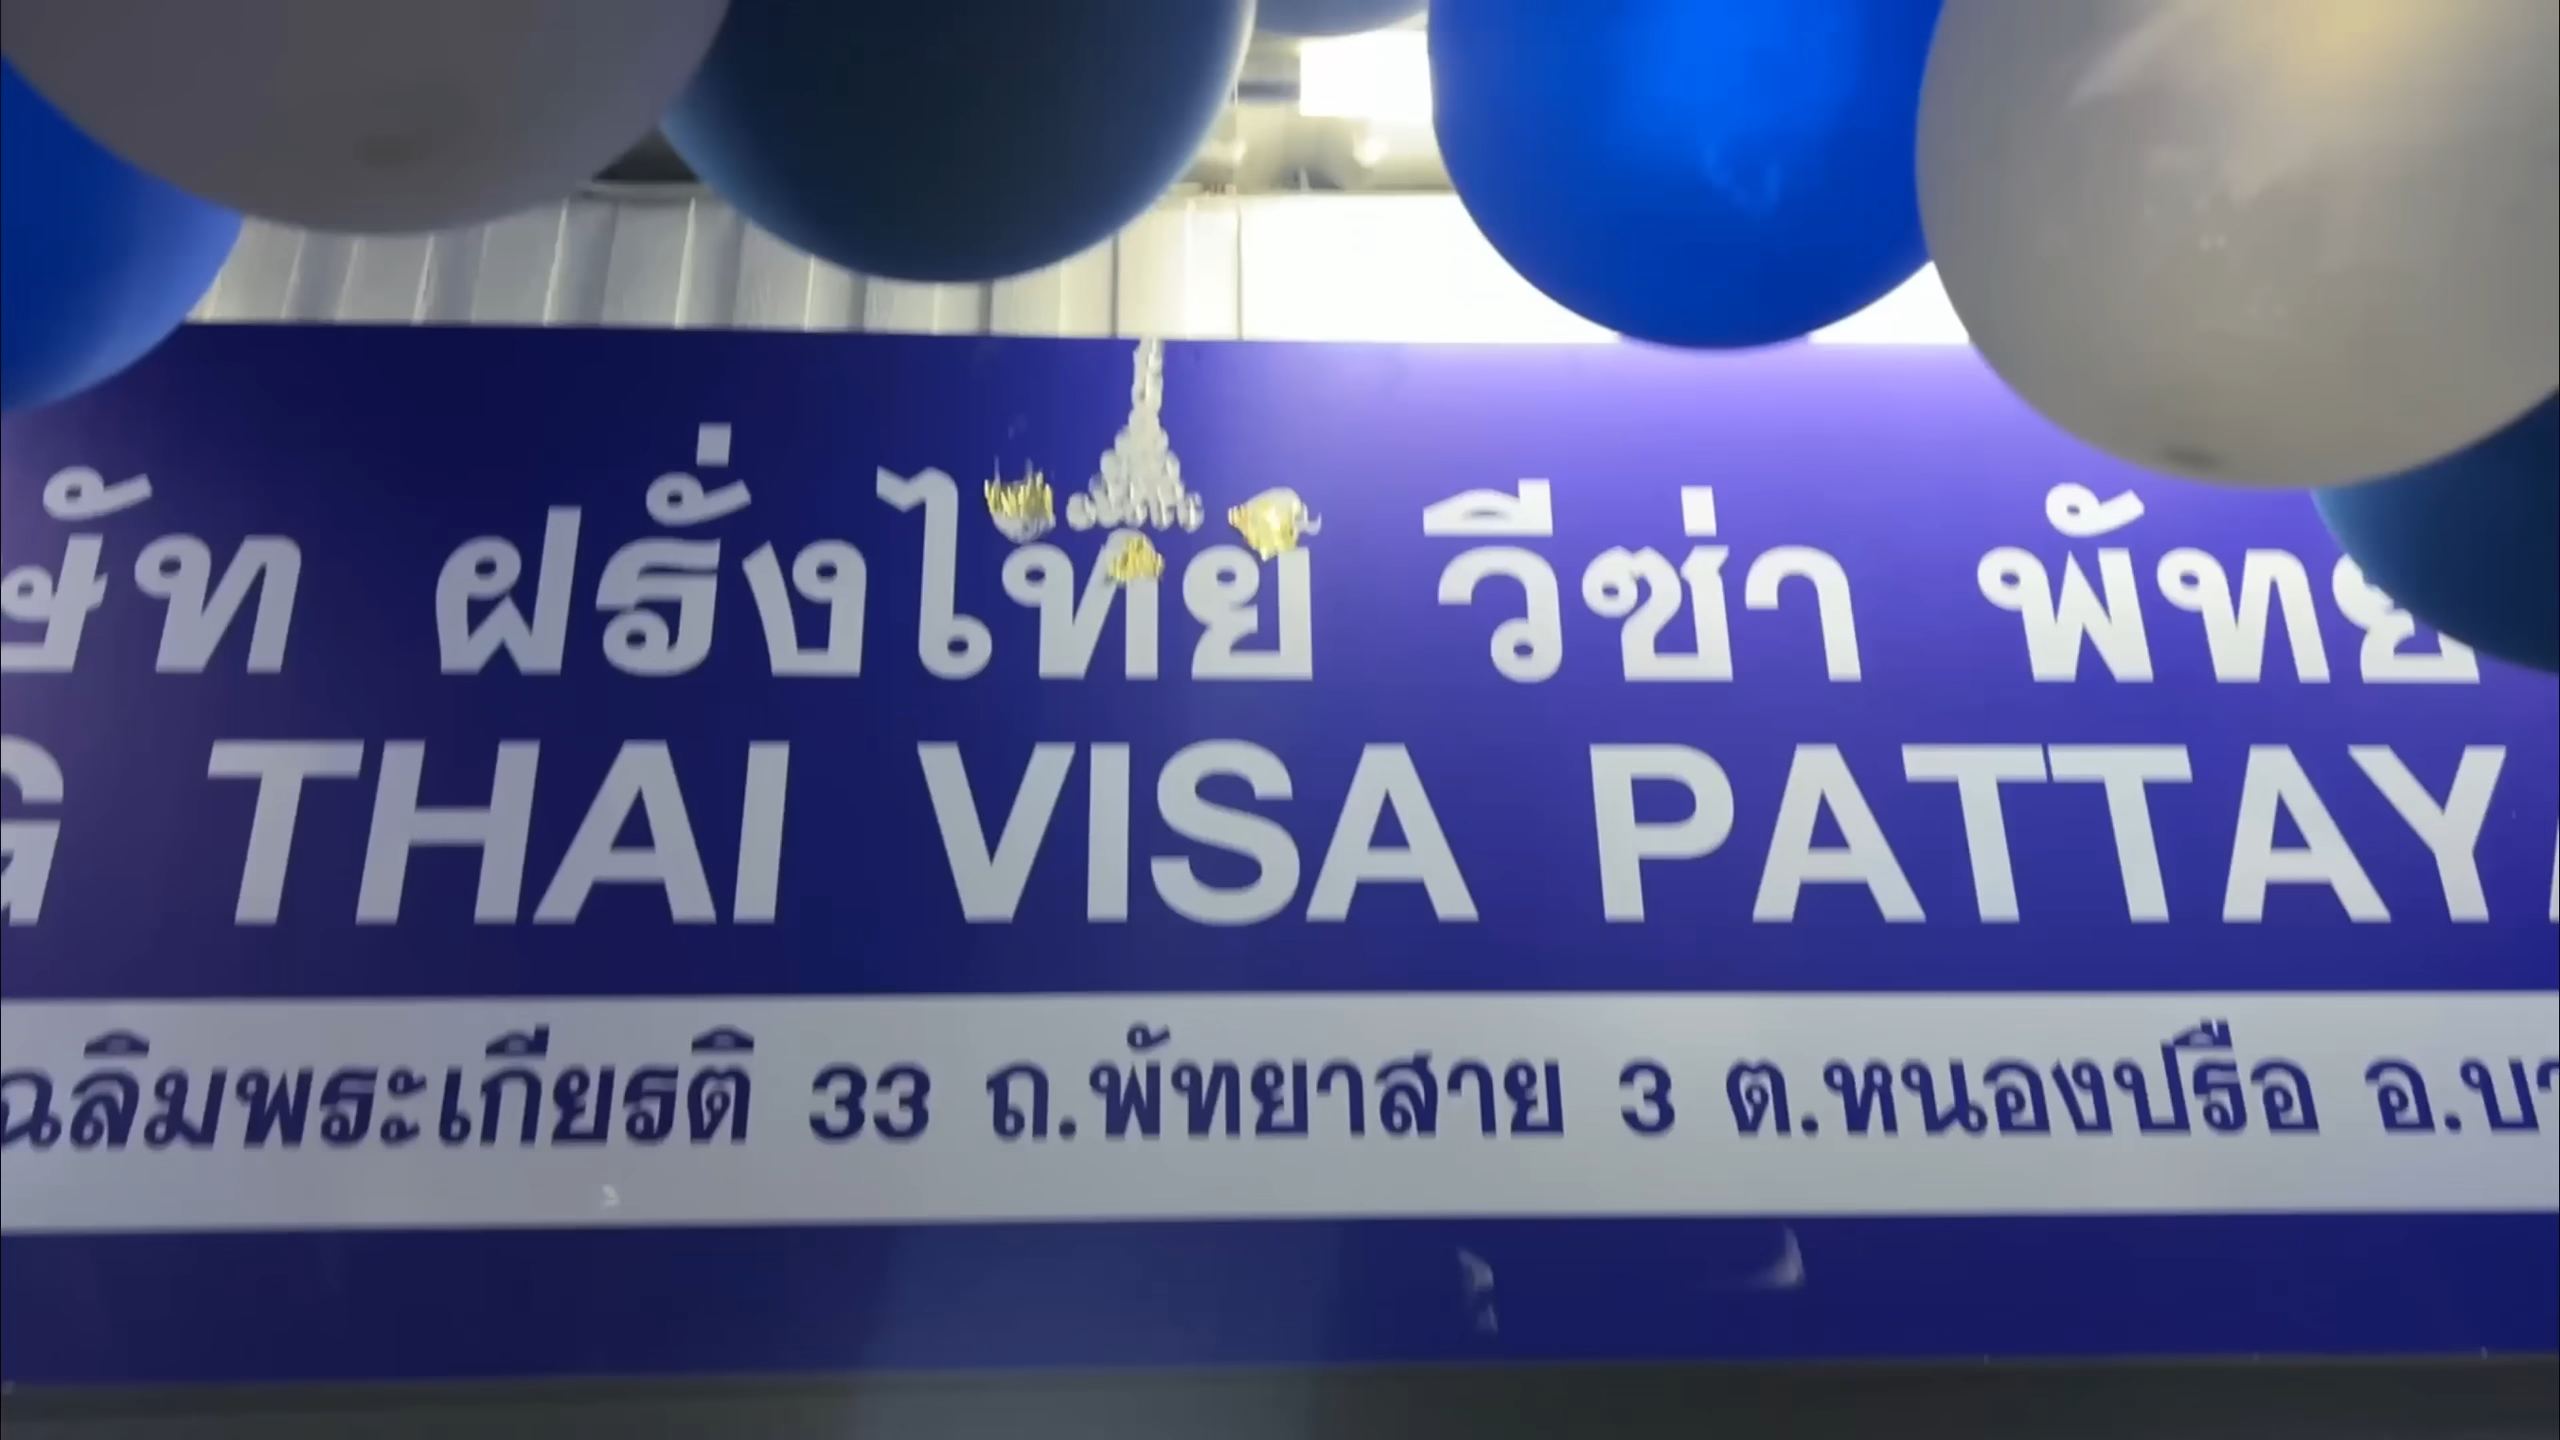 ษัท ฝรั่งไทย วีซ่า พัทย
G THAI VISA PATTAY
ฉลิมพระเกียรติ 33 ถ.พัทยาสาย 3 ต.หนองปรือ อ.บา